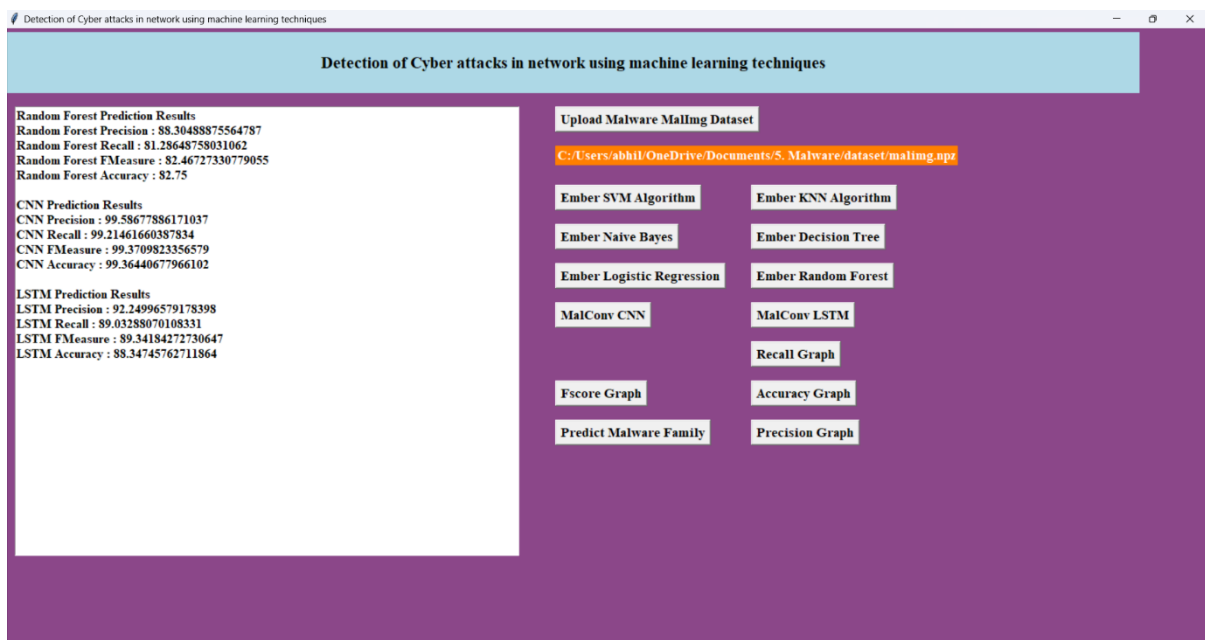 Detection of Cyber attacks in network using machine learning techniques
Detection of Cyber attacks in network using machine learning techniques
Random Forest Prediction Results
Random Forest Precision : 88.30488875564787
Random Forest Recall : 81.28648758031062
Random Forest FMeasure : 82.46727330779055
Random Forest Accuracy : 82.75
CNN Prediction Results
CNN Precision : 99.58677886171037
CNN Recall : 99.21461660387834
CNN FMeasure : 99.3709823356579
CNN Accuracy : 99.36440677966102
LSTM Prediction Results
LSTM Precision : 92.24996579178398
LSTM Recall : 89.03288070108331
LSTM FMeasure : 89.34184272730647
LSTM Accuracy : 88.34745762711864
Upload Malware MalImg Dataset
C:/Users/abhil/OneDrive/Documents/5. Malware/dataset/malimg.npz
Ember SVM Algorithm
Ember KNN Algorithm
Ember Naive Bayes
Ember Decision Tree
Ember Logistic Regression
Ember Random Forest
MalConv CNN
MalConv LSTM
Recall Graph
Fscore Graph
Accuracy Graph
Predict Malware Family
Precision Graph